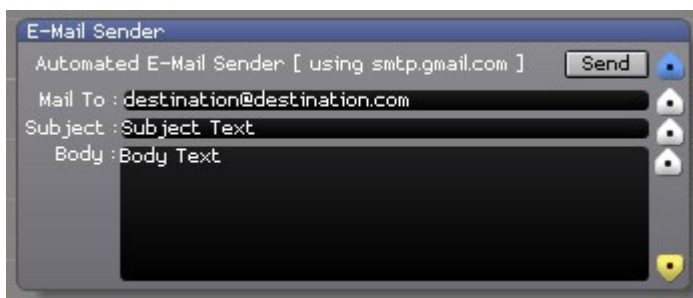 E-Mail Sender
Automated E-Mail Sender [ using smtp.gmail.com ] Send
Mail To : destination@destination.com
Subject : Subject Text
Body : Body Text